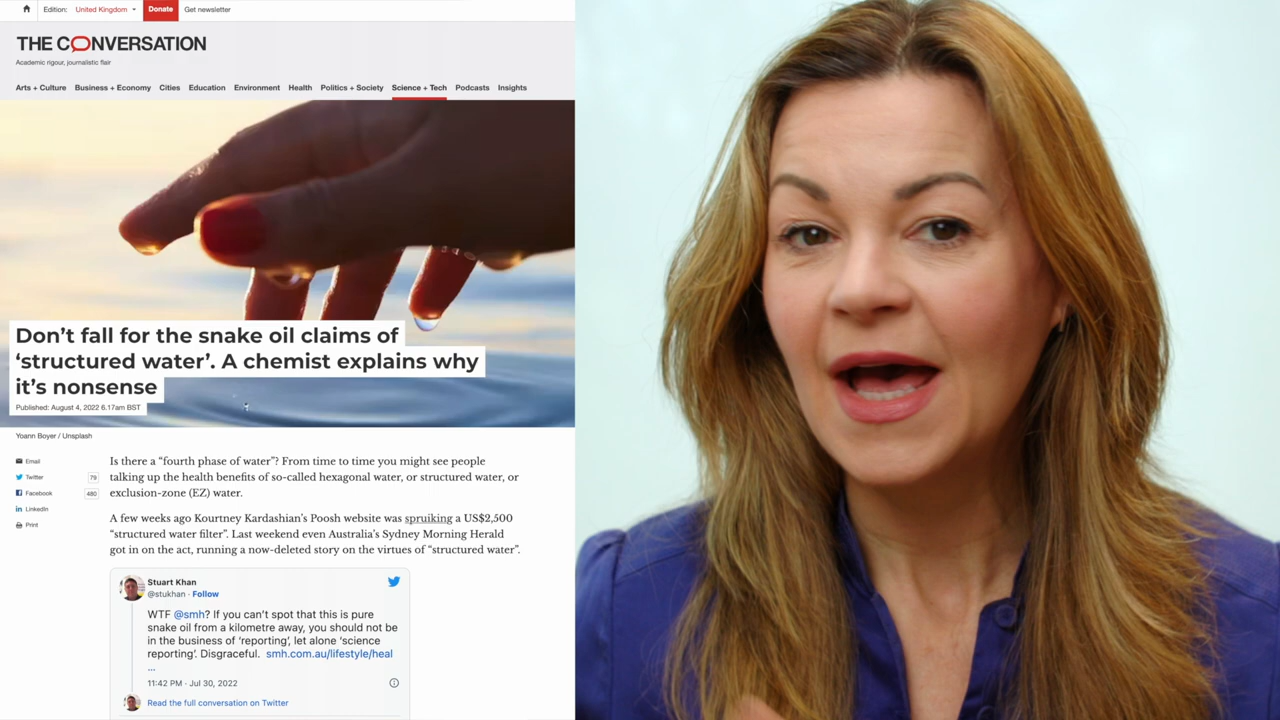 Edition: United Kingdom Donate Get newsletter
THE CONVERSATION
Academic rigour, journalistic flair
Arts + Culture Business + Economy Cities Education Environment Health Politics + Society Science + Tech Podcasts Insights
Don’t fall for the snake oil claims of
‘structured water’. A chemist explains why
it’s nonsense
Published: August 4, 2022 6.17am BST
Yoann Boyer / Unsplash
Email
Twitter 79
Facebook 480
LinkedIn
Print
Is there a “fourth phase of water”? From time to time you might see people
talking up the health benefits of so-called hexagonal water, or structured water, or
exclusion-zone (EZ) water.
A few weeks ago Kourtney Kardashian’s Poosh website was spruiking a US$2,500
“structured water filter”. Last weekend even Australia’s Sydney Morning Herald
got in on the act, running a now-deleted story on the virtues of “structured water”.
Stuart Khan
@stukhan · Follow
WTF @smh? If you can’t spot that this is pure
snake oil from a kilometre away, you should not be
in the business of ‘reporting’, let alone ‘science
reporting’. Disgraceful. smh.com.au/lifestyle/heal
...
11:42 PM · Jul 30, 2022
Read the full conversation on Twitter